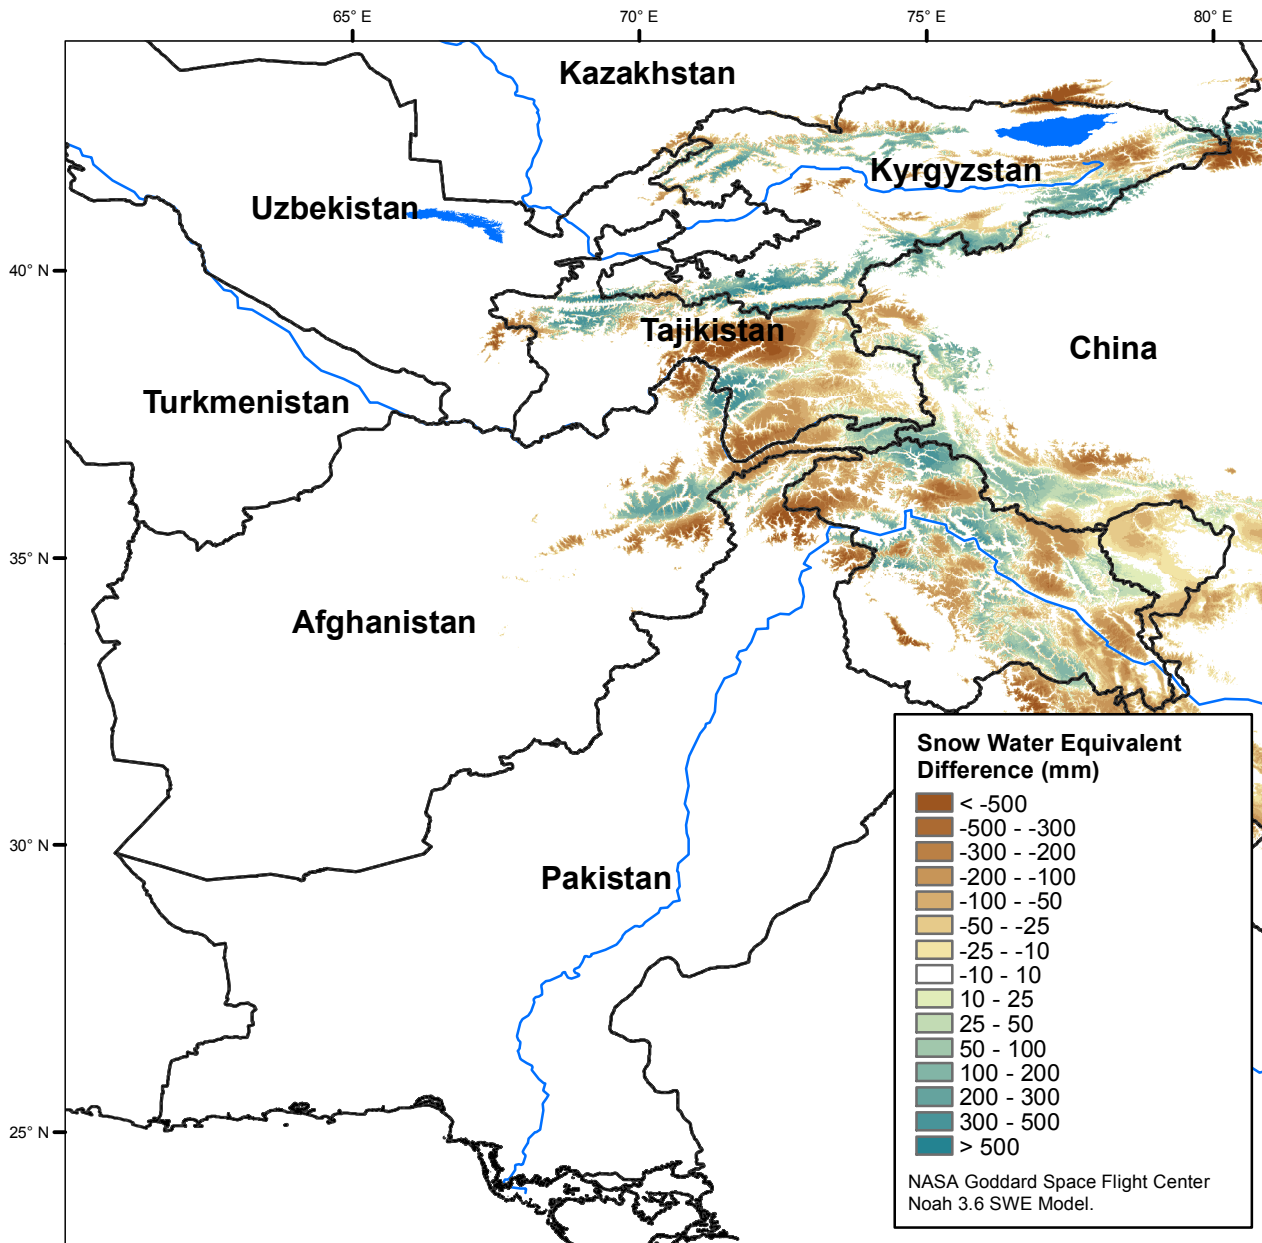 65° E
70° E
75° E
80° E
Kazakhstan
Kyrgyzstan
Uzbekistan
40° N
Tajikistan
China
Turkmenistan
35° N
Afghanistan
30° N
Pakistan
25° N
Snow Water Equivalent
Difference (mm)
< -500
-500 - -300
-300 - -200
-200 - -100
-100 - -50
-50 - -25
-25 - -10
-10 - 10
10 - 25
25 - 50
50 - 100
100 - 200
200 - 300
300 - 500
> 500
NASA Goddard Space Flight Center
Noah 3.6 SWE Model.